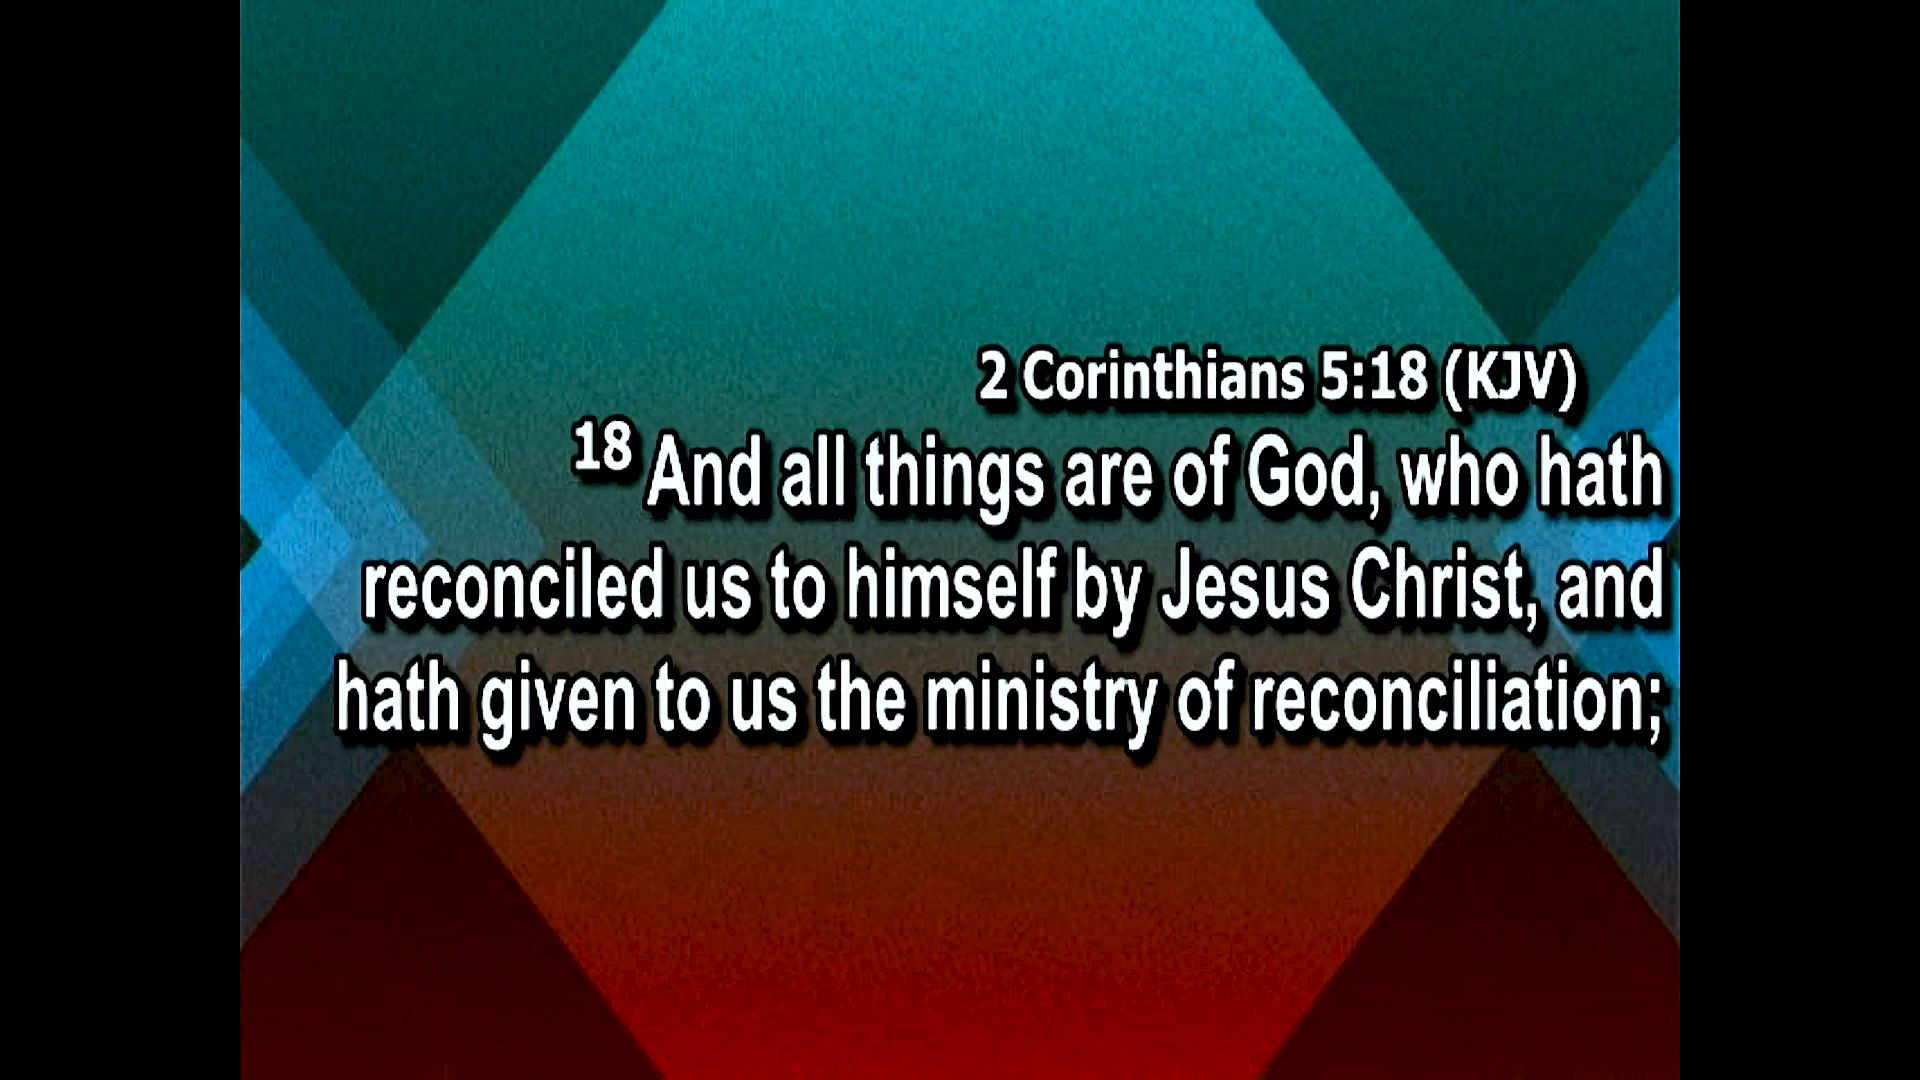 2 Corinthians 5:18 (KJV)
18 And all things are of God, who hath
reconciled us to himself by Jesus Christ, and
hath given to us the ministry of reconciliation;